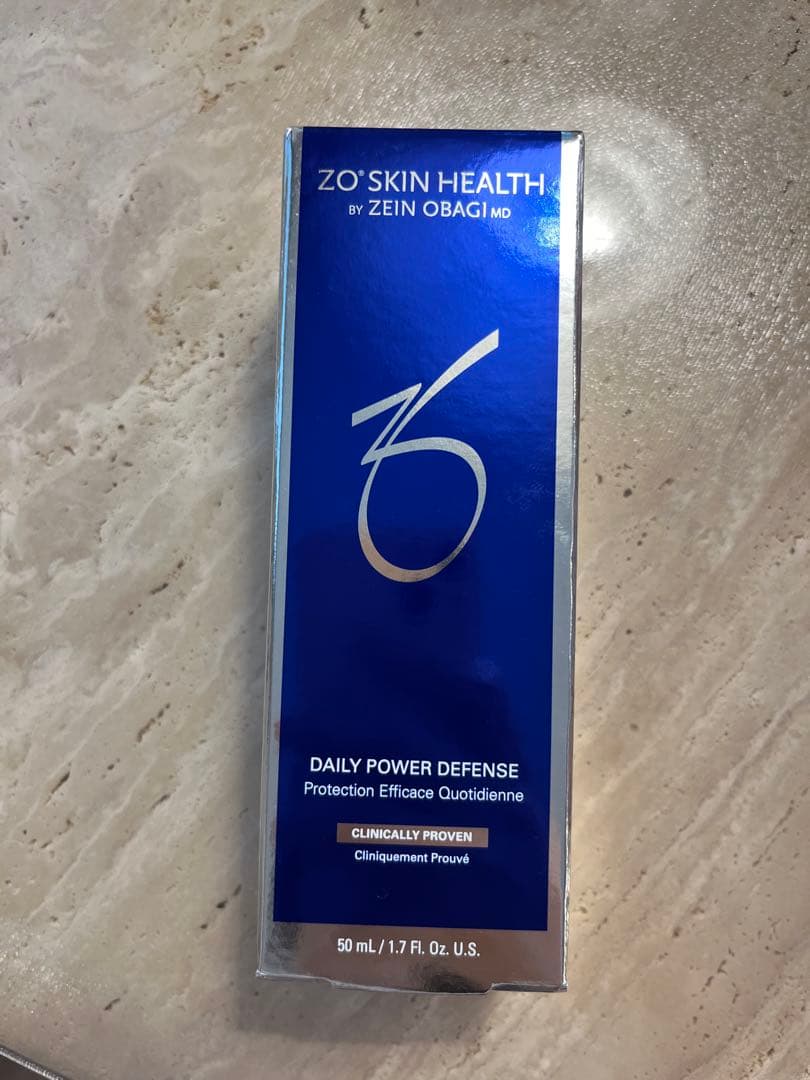 ZO® SKIN HEALTH
BY ZEIN OBAGI MD
ZO
DAILY POWER DEFENSE
Protection Efficace Quotidienne
CLINICALLY PROVEN
Cliniquement Prouvé
50 mL / 1.7 Fl. Oz. U.S.